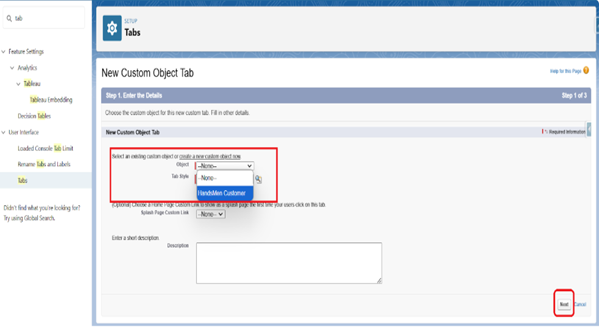 tab
Feature Settings
Analytics
Tableau
Tableau Embedding
Decision Tables
User Interface
Loaded Console Tab Limit
Rename Tabs and Labels
Tabs
Didn't find what you're looking for?
Try using Global Search.
SETUP
Tabs
New Custom Object Tab
Help for this Page
Step 1. Enter the Details
Step 1 of 3
Choose the custom object for this new custom tab. Fill in other details.
New Custom Object Tab
= Required Information
Select an existing custom object or create a new custom object now.
Object --None--
Tab Style --None--
HandsMen Customer
(Optional) Choose a Home Page Custom Link to show as a splash page the first time your users click on this tab.
Splash Page Custom Link --None--
Enter a short description.
Description
Next Cancel